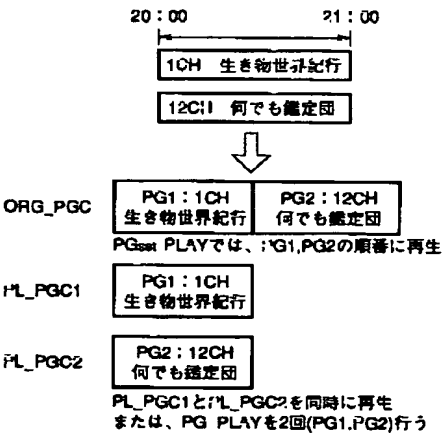 20：00 21：00
1CH 生き物世界紀行
12CH 何でも鑑定団
ORG_PGC
PG1：1CH
生き物世界紀行
PG2：12CH
何でも鑑定団
PGset PLAYでは、PG1,PG2の順番に再生
PL_PGC1
PG1：1CH
生き物世界紀行
PL_PGC2
PG2：12CH
何でも鑑定団
PL_PGC1とPL_PGC2を同時に再生
または、PG PLAYを2回(PG1,PG2)行う